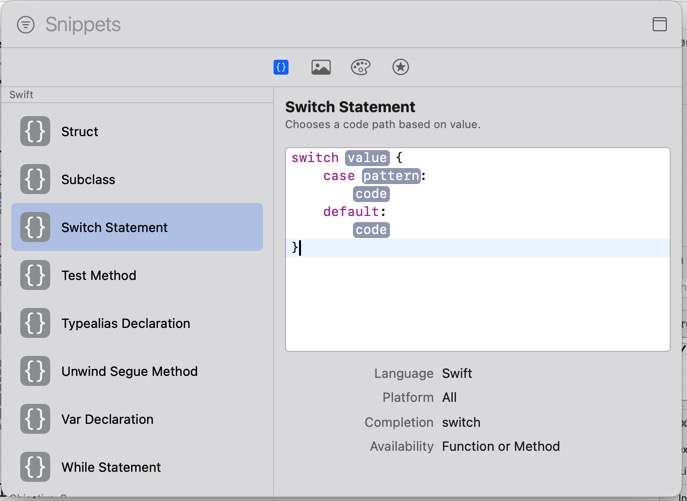 Snippets
Swift
Struct
Subclass
Switch Statement
Test Method
Typealias Declaration
Unwind Segue Method
Var Declaration
While Statement
Switch Statement
Chooses a code path based on value.
switch value {
    case pattern:
        code
    default:
        code
}
Language Swift
Platform All
Completion switch
Availability Function or Method